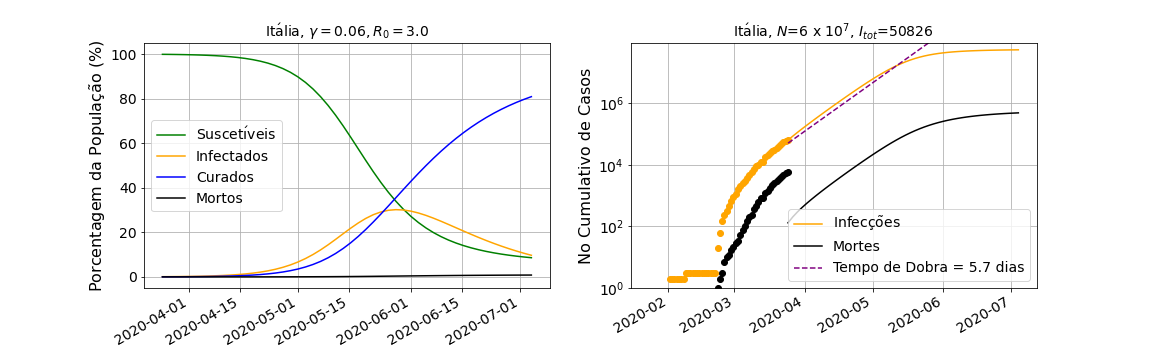 Itália, γ = 0.06, R₀ = 3.0
Porcentagem da População (%)
100
80
60
40
20
0
Suscetíveis
Infectados
Curados
Mortos
2020-04-01
2020-04-15
2020-05-01
2020-05-15
2020-06-01
2020-06-15
2020-07-01
Itália, N=6 x 10⁷, Iₜₒₜ=50826
No Cumulativo de Casos
10⁶
10⁴
10²
10⁰
Infecções
Mortes
Tempo de Dobra = 5.7 dias
2020-02
2020-03
2020-04
2020-05
2020-06
2020-07